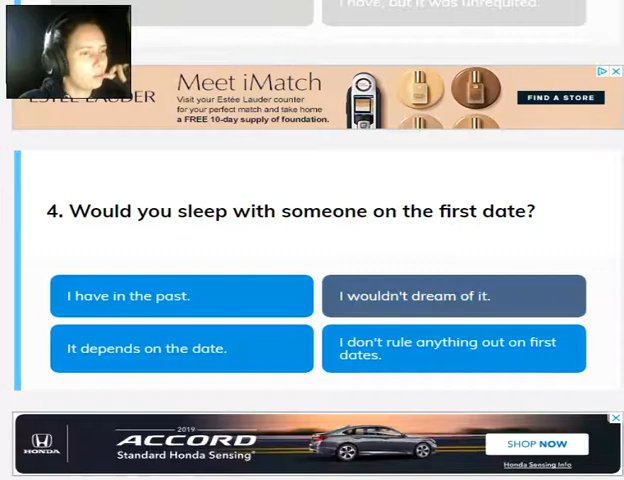 I have, but it was unrequited.
ESTEE LAUDER
Meet iMatch
Visit your Estée Lauder counter
for your perfect match and take home
a FREE 10-day supply of foundation.
FIND A STORE
4. Would you sleep with someone on the first date?
I have in the past.
I wouldn't dream of it.
It depends on the date.
I don't rule anything out on first
dates.
HONDA
2019
ACCORD
Standard Honda Sensing®
SHOP NOW
Honda Sensing Info